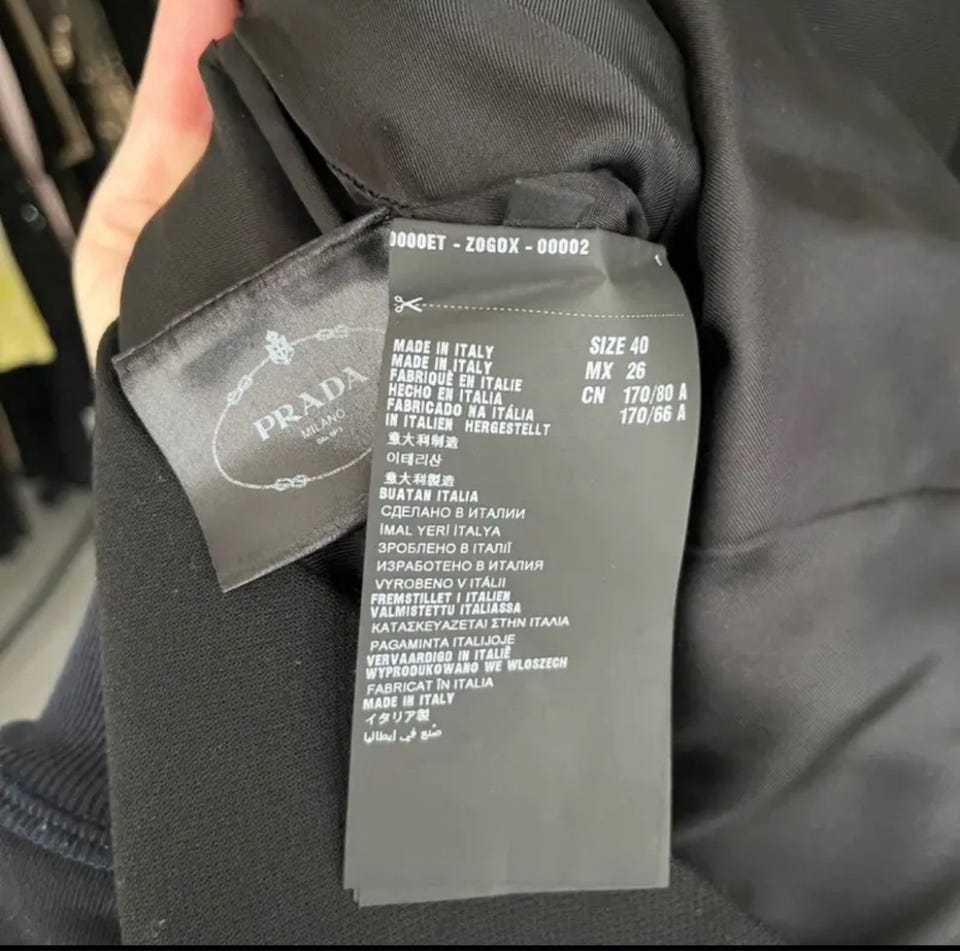 0000ET - Z0GDX - 00002
MADE IN ITALY
MADE IN ITALY
FABRIQUÈ EN ITALIE
HECHO EN ITALIA
FABRICADO NA ITÁLIA
IN ITALIEN HERGESTELLT
意大利制造
이태리산
意大利製造
BUATAN ITALIA
СДЕЛАНО В ИТАЛИИ
İMAL YERİ İTALYA
ЗРОБЛЕНО В ІТАЛІЇ
ИЗРАБОТЕНО В ИТАЛИЯ
VYROBENO V ITÁLII
FREMSTILLET I ITALIEN
VALMISTETTU ITALIASSA
ΚΑΤΑΣΚΕΥΑΖΕΤΑΙ ΣΤΗΝ ΙΤΑΛΙΑ
PAGAMINTA ITALIJOJE
VERVAARDIGD IN ITALIË
WYPRODUKOWANO WE WLOSZECH
FABRICAT ÎN ITALIA
MADE IN ITALY
イタリア製
صنع في إيطاليا
SIZE 40
MX 26
CN 170/80 A
170/66 A
PRADA
MILANO